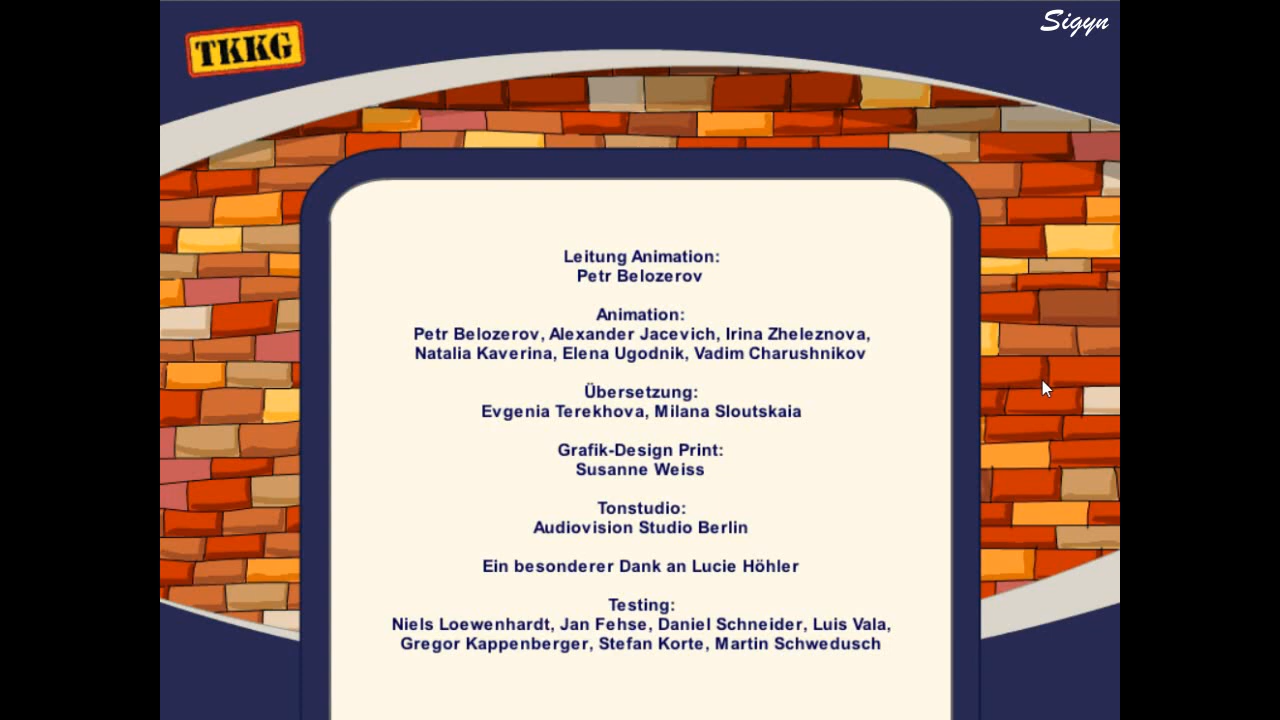 TKKG
Sigyn
Leitung Animation:
Petr Belozerov
Animation:
Petr Belozerov, Alexander Jacevich, Irina Zheleznova,
Natalia Kaverina, Elena Ugodnik, Vadim Charushnikov
Übersetzung:
Evgenia Terekhova, Milana Sloutskaia
Grafik-Design Print:
Susanne Weiss
Tonstudio:
Audiovision Studio Berlin
Ein besonderer Dank an Lucie Höhler
Testing:
Niels Loewenhardt, Jan Fehse, Daniel Schneider, Luis Vala,
Gregor Kappenberger, Stefan Korte, Martin Schwedusch